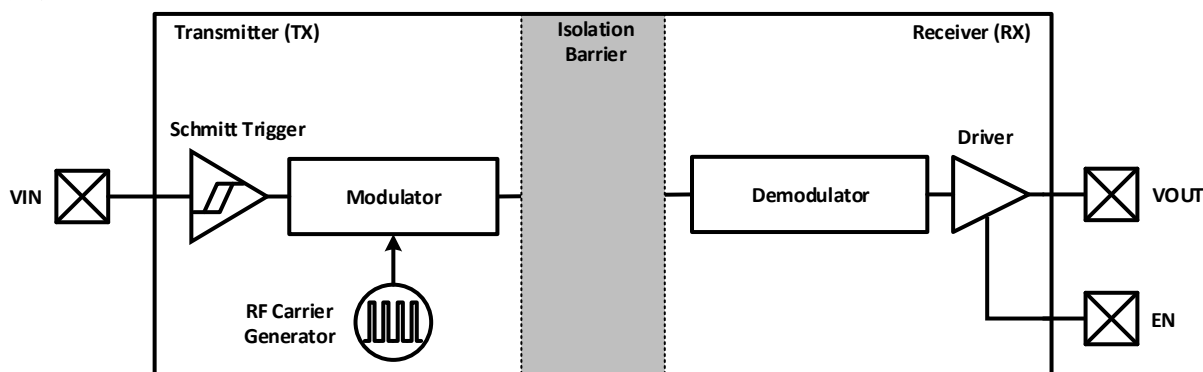 Transmitter (TX)
Isolation
Barrier
Receiver (RX)
Schmitt Trigger
Driver
VIN
Modulator
Demodulator
VOUT
RF Carrier
Generator
EN